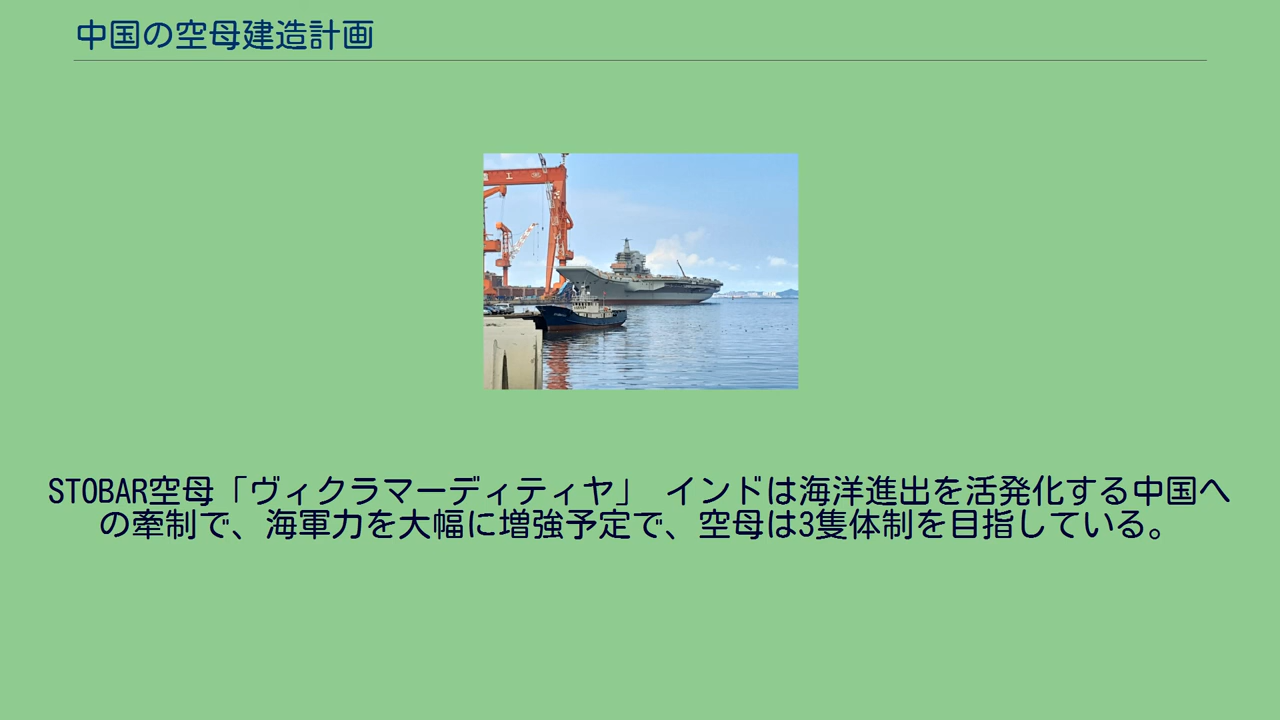 中国の空母建造計画
工
STOBAR空母「ヴィクラマーディティヤ」 インドは海洋進出を活発化する中国へ
の牽制で、海軍力を大幅に増強予定で、空母は3隻体制を目指している。